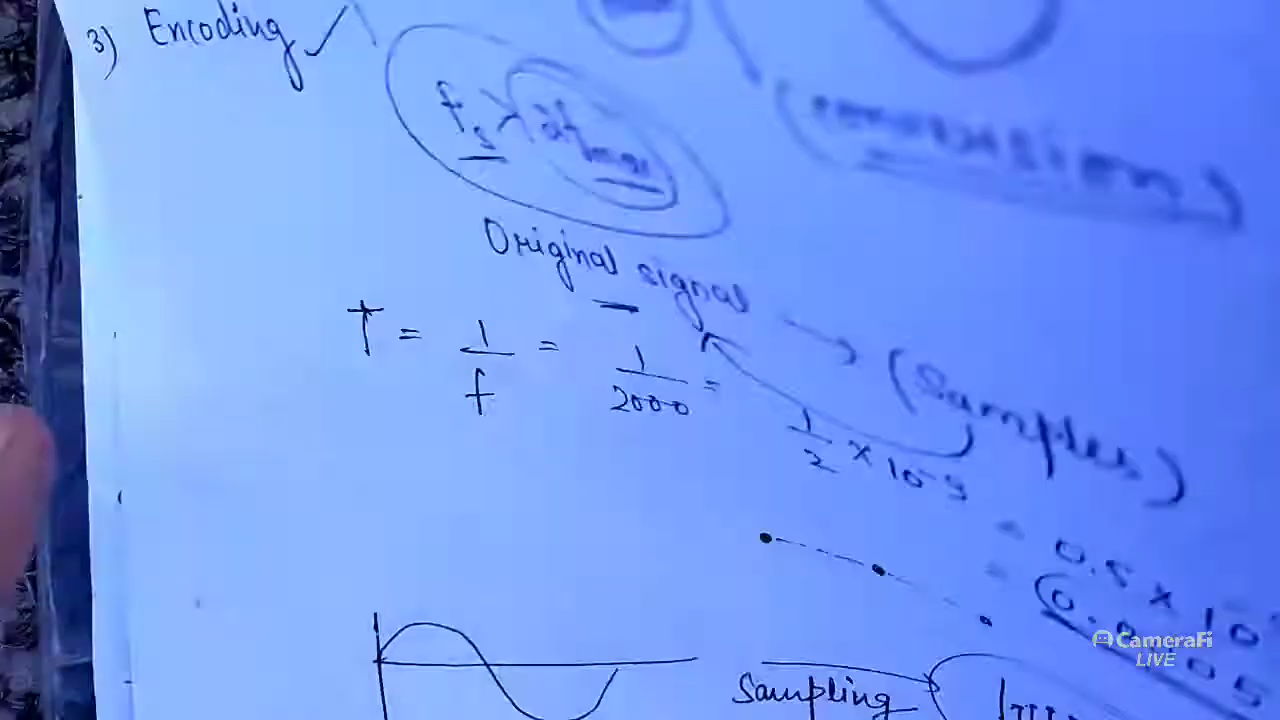 3) Encoding ✓
fs > 2fmax
Original signal → (Samples)
T = 1/f = 1/2000 = 1/2 × 10-3
= 0.5 × 10
=
Sampling
CameraFi
LIVE